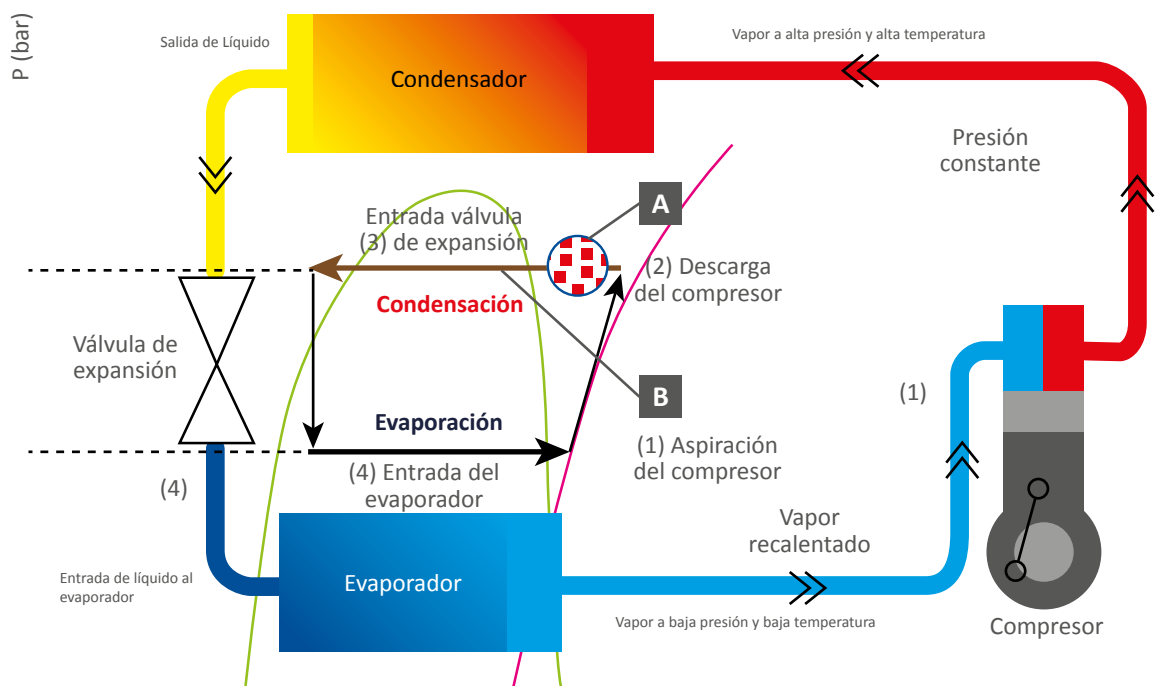 P (bar)
Salida de Líquido
Vapor a alta presión y alta temperatura
Condensador
Presión
constante
A
Entrada válvula
(3) de expansión
(2) Descarga
del compresor
Condensación
Válvula de
expansión
B
(1)
Evaporación
(1) Aspiración
del compresor
(4) Entrada del
evaporador
(4)
Vapor
recalentado
Entrada de líquido al
evaporador
Evaporador
Vapor a baja presión y baja temperatura
Compresor